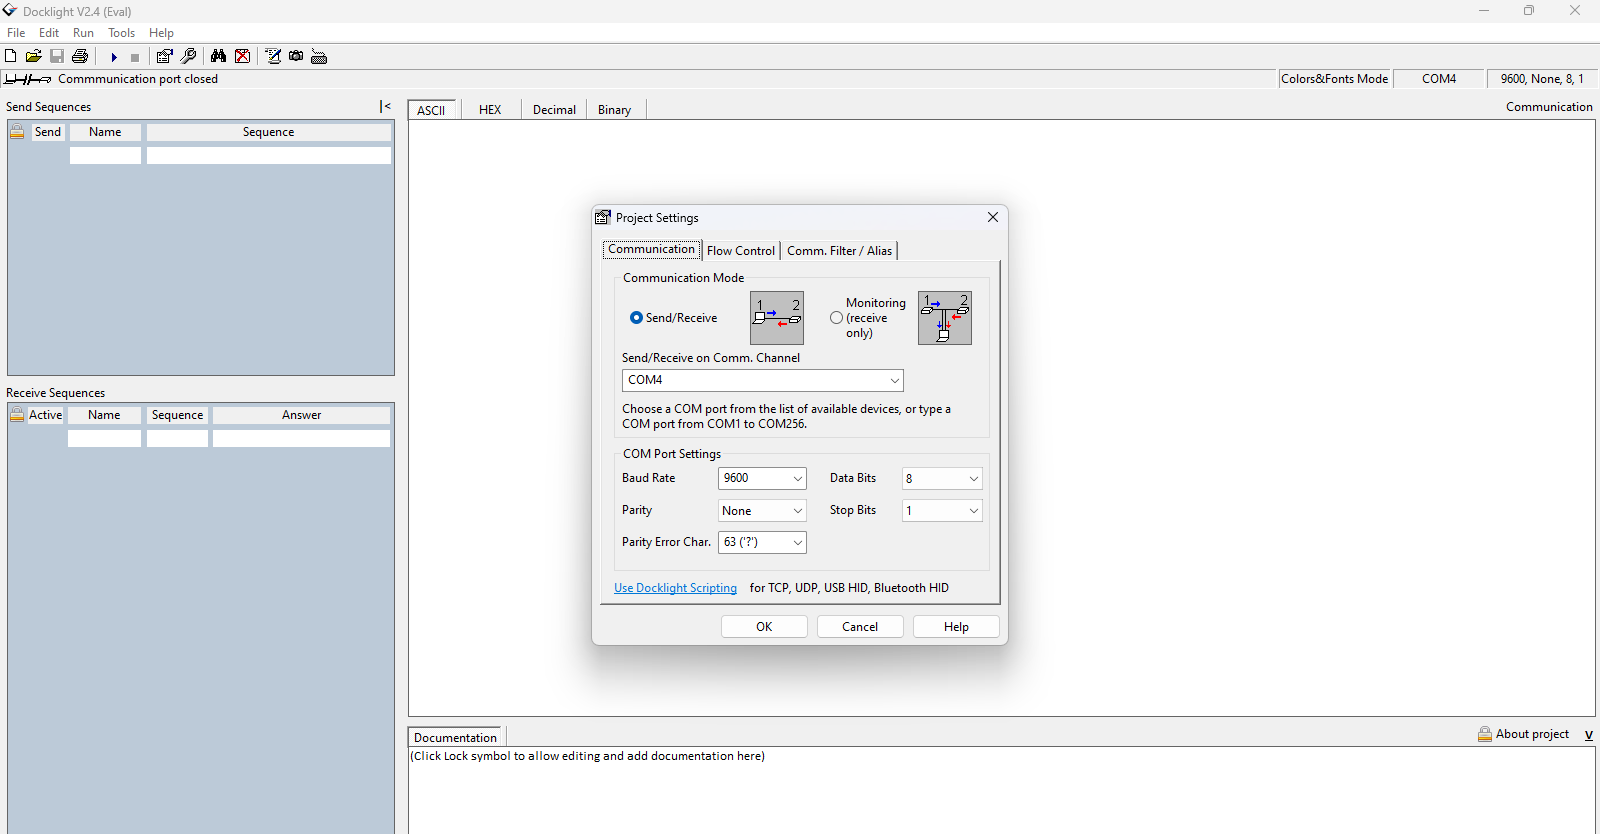 Docklight V2.4 (Eval)
File Edit Run Tools Help
Commmunication port closed
Colors&Fonts Mode COM4 9600, None, 8, 1
Send Sequences |<
Send Name Sequence
Receive Sequences
Active Name Sequence Answer
ASCII HEX Decimal Binary
Communication
Project Settings
Communication Flow Control Comm. Filter / Alias
Communication Mode
Send/Receive
1 2
Monitoring
(receive
only)
1 2
Send/Receive on Comm. Channel
COM4
Choose a COM port from the list of available devices, or type a
COM port from COM1 to COM256.
COM Port Settings
Baud Rate 9600 Data Bits 8
Parity None Stop Bits 1
Parity Error Char. 63 ('?')
Use Docklight Scripting for TCP, UDP, USB HID, Bluetooth HID
OK Cancel Help
Documentation
About project V
(Click Lock symbol to allow editing and add documentation here)